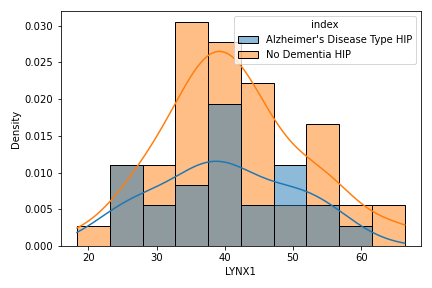 index
Alzheimer's Disease Type HIP
No Dementia HIP
0.030
0.025
0.020
0.015
0.010
0.005
0.000
Density
20 30 40 50 60
LYNX1